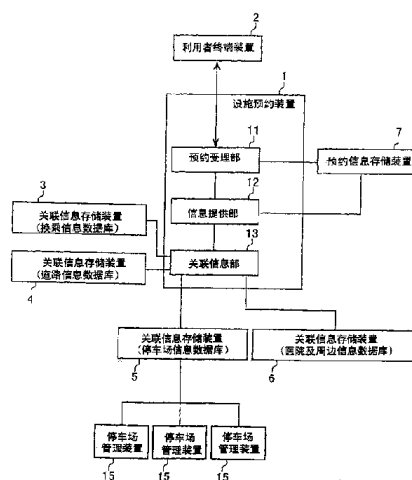 2
利用者终端装置
1
设施预约装置
7
11
预约受理部
预约信息存储装置
12
3
信息提供部
关联信息存储装置
(换乘信息数据库)
13
关联信息部
关联信息存储装置
(道路信息数据库)
4
关联信息存储装置
(停车场信息数据库)
关联信息存储装置
(医院及周边信息数据库)
5
6
停车场
管理装置
停车场
管理装置
停车场
管理装置
15
15
15